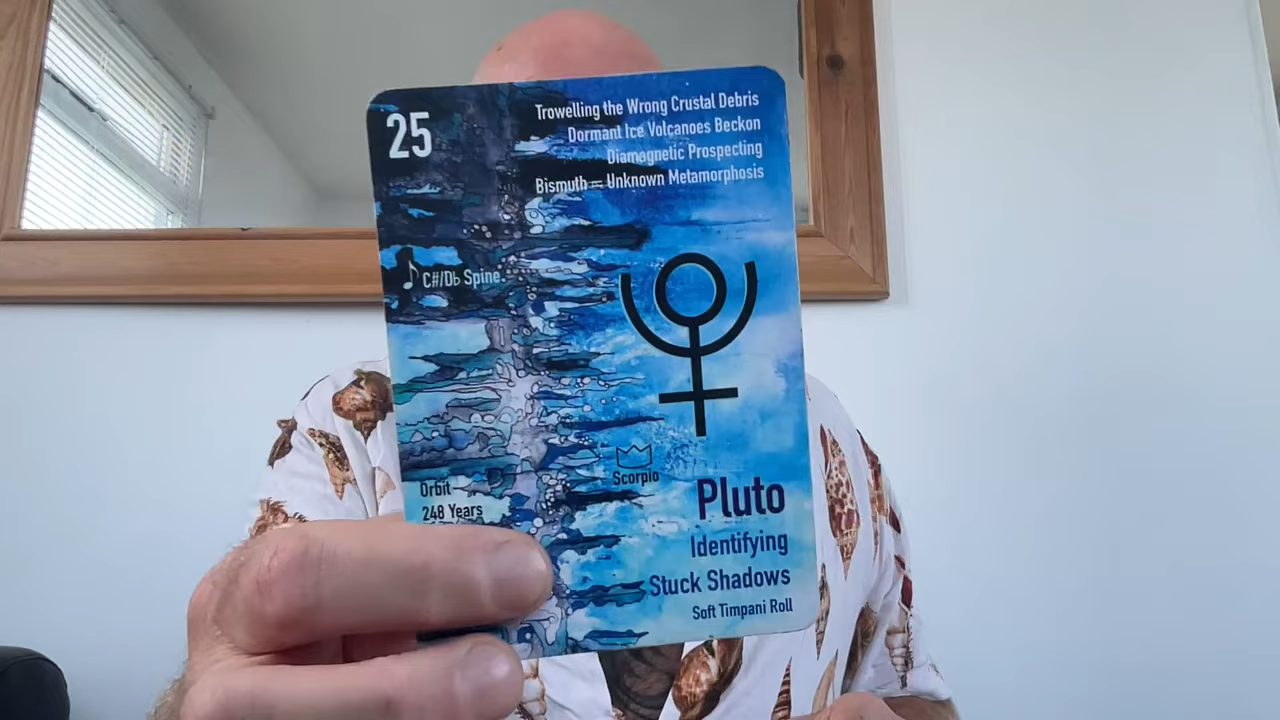 25
Trowelling the Wrong Crustal Debris
Dormant Ice Volcanoes Beckon
Diamagnetic Prospecting
Bismuth = Unknown Metamorphosis
C#/Db Spine
Scorpio
Orbit
248 Years
Pluto
Identifying
Stuck Shadows
Soft Timpani Roll